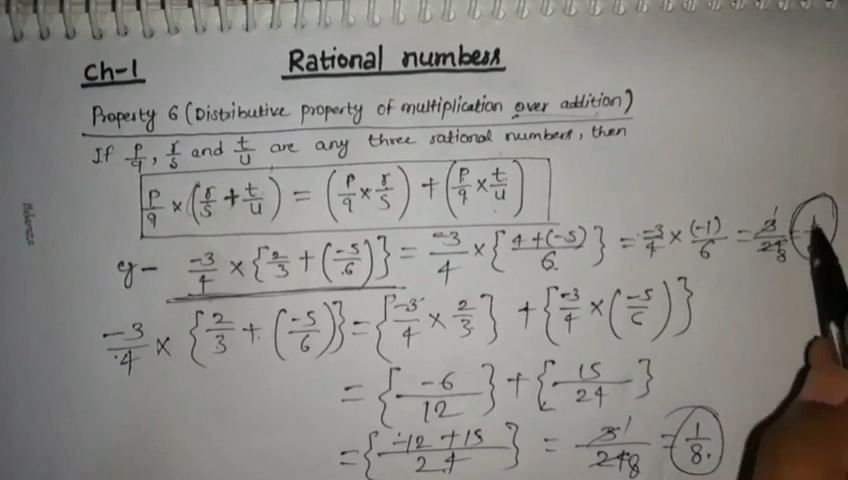 Ch-1 Rational numbers
Property 6 (Distributive property of multiplication over addition)
If p/q, r/s and t/u are any three rational numbers, then
p/q × (r/s + t/u) = (p/q × r/s) + (p/q × t/u)
eg - -3/4 × {2/3 + (-5/6)} = -3/4 × {4+(-5)/6} = -3/4 × (-1)/6 = 3/24 =
-3/4 × {2/3 + (-5/6)} = {-3/4 × 2/3} + {-3/4 × (-5/6)}
= {-6/12} + {15/24}
= {-12+15/24} = 3/24 = 1/8.